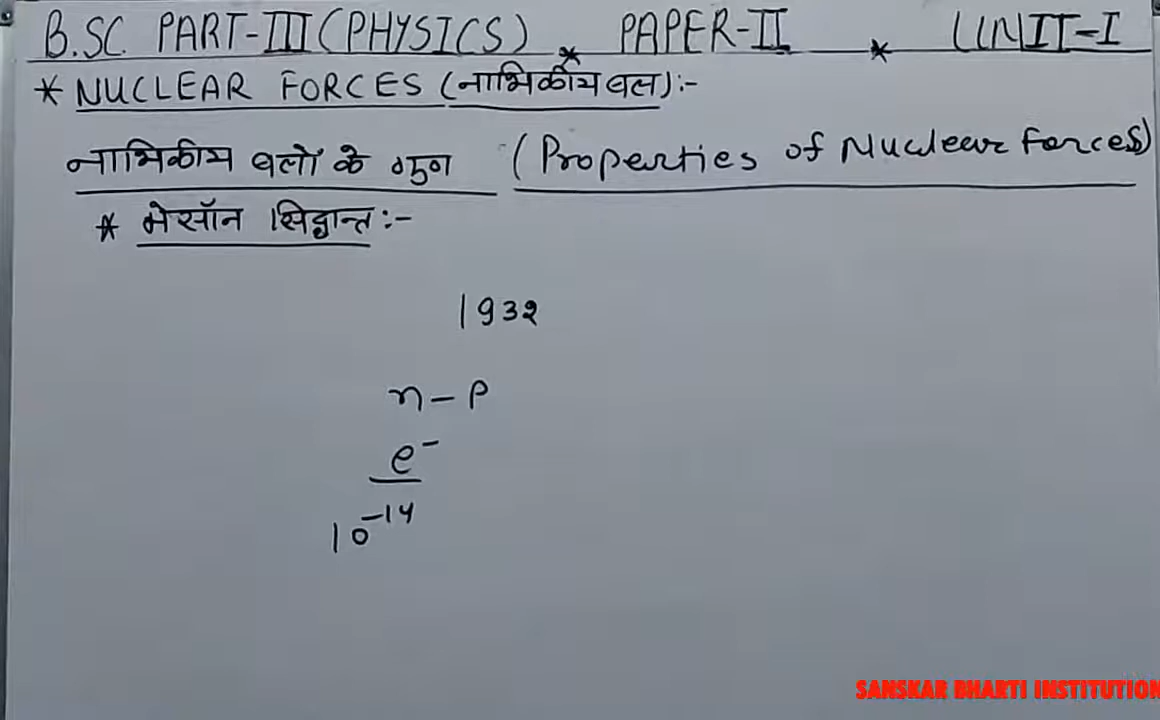 B.SC PART-III (PHYSICS) * PAPER-II * UNIT-I
* NUCLEAR FORCES (नाभिकीय बल) :-
नाभिकीय बलों के गुण (Properties of Nuclear forces)
* मेसॉन सिद्धान्त :-
1932
n - p
e⁻
10⁻¹⁴
SANSKAR BHARTI INSTITUTION